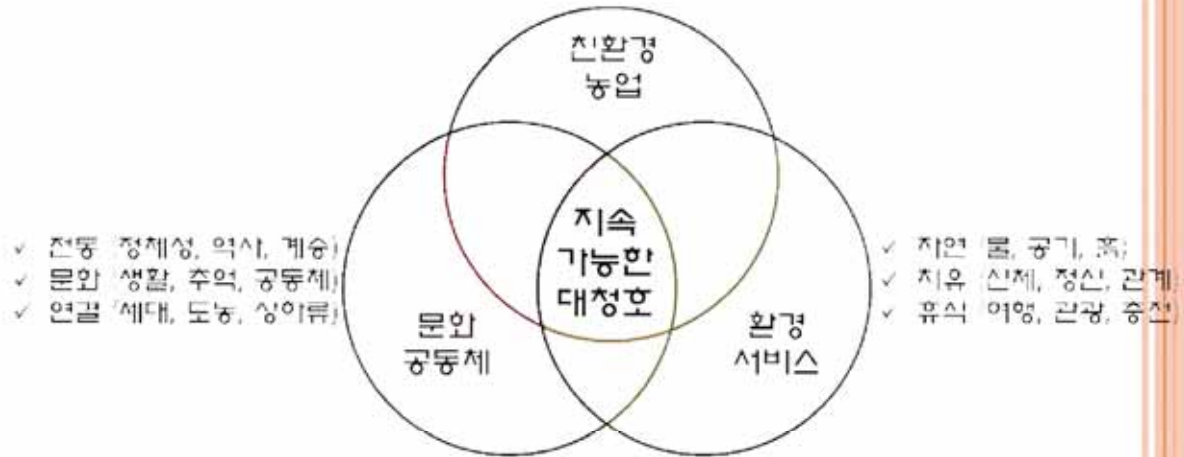 친환경
농업
지속
가능한
대청호
문화
공동체
환경
서비스
✓ 전통 (정체성, 역사, 계승)
✓ 문화 (생활, 추억, 공동체)
✓ 연결 (세대, 도농, 상하류)
✓ 자연 (물, 공기, 흙)
✓ 치유 (신체, 정신, 관계)
✓ 휴식 (여행, 관광, 충전)